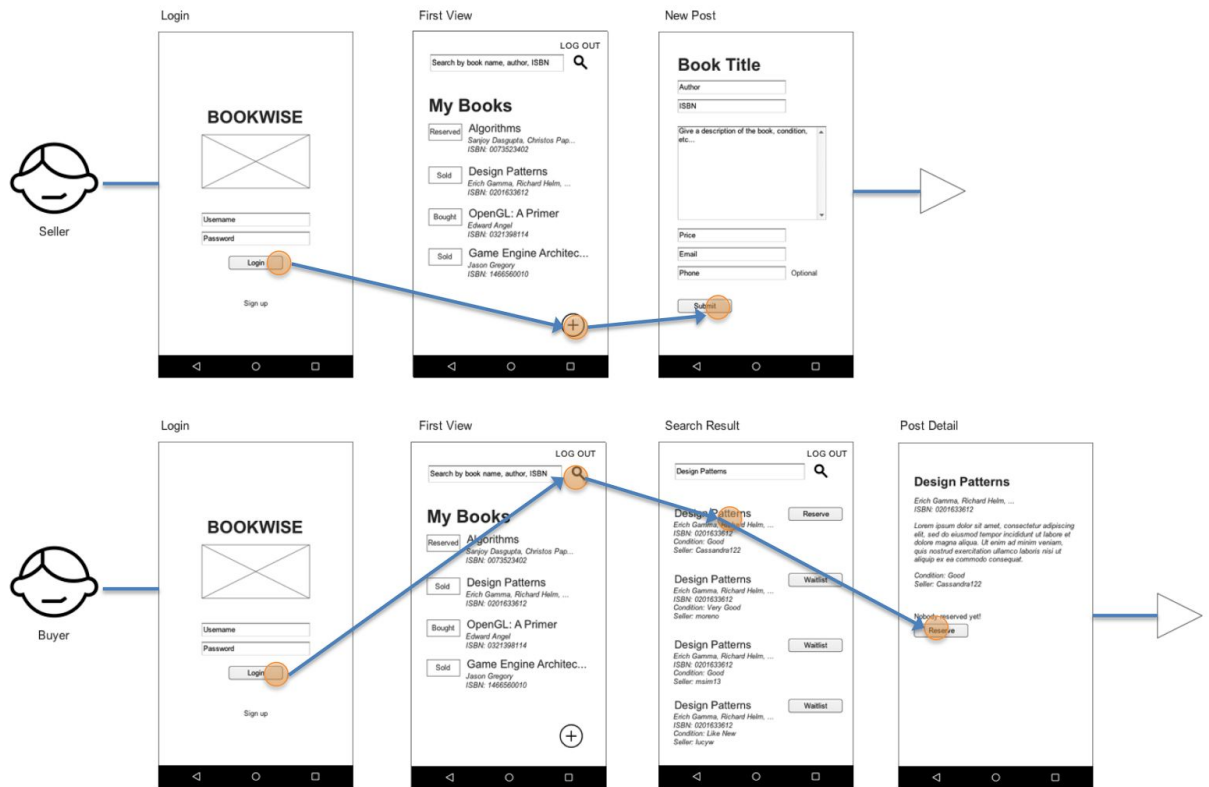 Login
First View
New Post
Seller
BOOKWISE
Username
Password
Login
Sign up
LOG OUT
Search by book name, author, ISBN
My Books
Reserved
Algorithms
Sanjoy Dasgupta, Christos Pap...
ISBN: 0073523402
Sold
Design Patterns
Erich Gamma, Richard Helm, ...
ISBN: 0201633612
Bought
OpenGL: A Primer
Edward Angel
ISBN: 0321398114
Sold
Game Engine Architec...
Jason Gregory
ISBN: 1466560010
Book Title
Author
ISBN
Give a description of the book, condition,
etc...
Price
Email
Phone
Optional
Submit
Login
First View
Search Result
Post Detail
Buyer
BOOKWISE
Username
Password
Login
Sign up
LOG OUT
Search by book name, author, ISBN
My Books
Reserved
Algorithms
Sanjoy Dasgupta, Christos Pap...
ISBN: 0073523402
Sold
Design Patterns
Erich Gamma, Richard Helm, ...
ISBN: 0201633612
Bought
OpenGL: A Primer
Edward Angel
ISBN: 0321398114
Sold
Game Engine Architec...
Jason Gregory
ISBN: 1466560010
LOG OUT
Design Patterns
Design Patterns
Reserve
Erich Gamma, Richard Helm, ...
ISBN: 0201633612
Condition: Good
Seller: Cassandra122
Design Patterns
Waitlist
Erich Gamma, Richard Helm, ...
ISBN: 0201633612
Condition: Very Good
Seller: moreno
Design Patterns
Waitlist
Erich Gamma, Richard Helm, ...
ISBN: 0201633612
Condition: Good
Seller: msim13
Design Patterns
Waitlist
Erich Gamma, Richard Helm, ...
ISBN: 0201633612
Condition: Like New
Seller: lucyw
Design Patterns
Erich Gamma, Richard Helm, ...
ISBN: 0201633612
Lorem ipsum dolor sit amet, consectetur adipiscing
elit, sed do eiusmod tempor incididunt ut labore et
dolore magna aliqua. Ut enim ad minim veniam,
quis nostrud exercitation ullamco laboris nisi ut
aliquip ex ea commodo consequat.
Condition: Good
Seller: Cassandra122
Nobody reserved yet!
Reserve